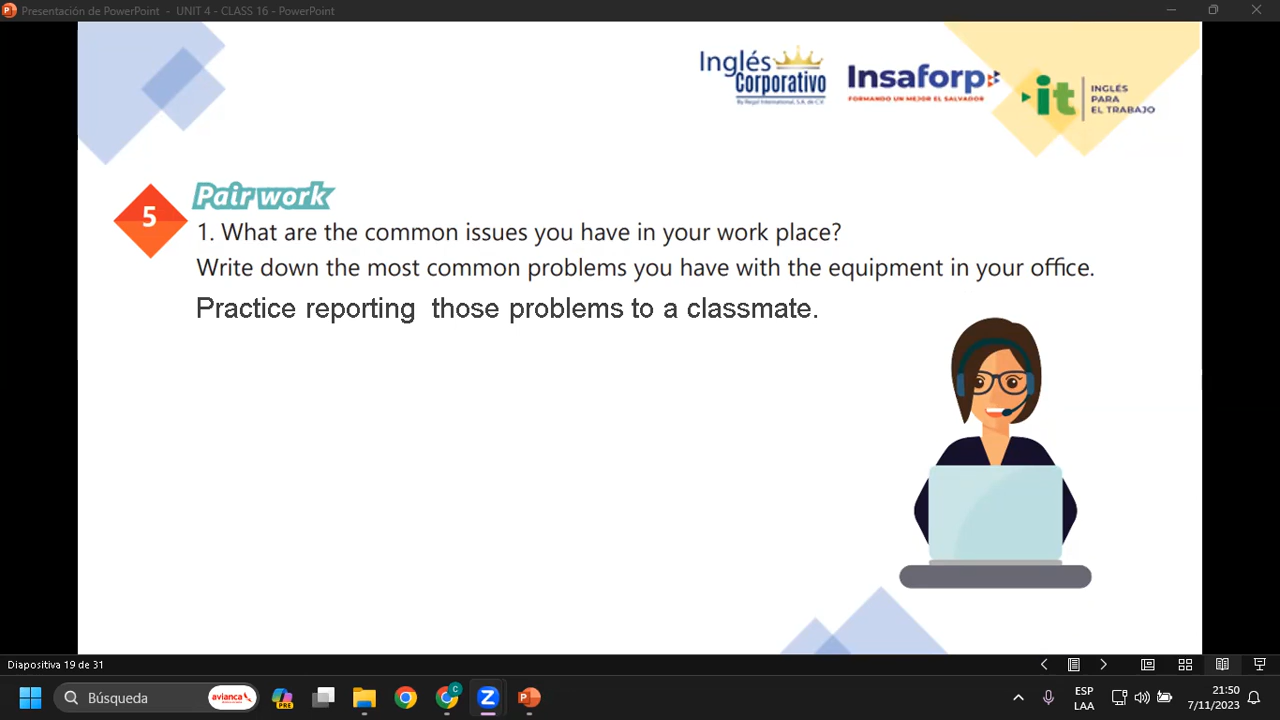 Presentación de PowerPoint - UNIT 4 - CLASS 16 - PowerPoint
Inglés
Corporativo
By Regal International, S.A. de C.V.
Insaforp
FORMANDO UN MEJOR EL SALVADOR
it
INGLÉS
PARA
EL TRABAJO
5
Pair work
1. What are the common issues you have in your work place?
Write down the most common problems you have with the equipment in your office.
Practice reporting those problems to a classmate.
Diapositiva 19 de 31
Búsqueda
avianca
PRE
C
Z
P
ESP
LAA
21:50
7/11/2023